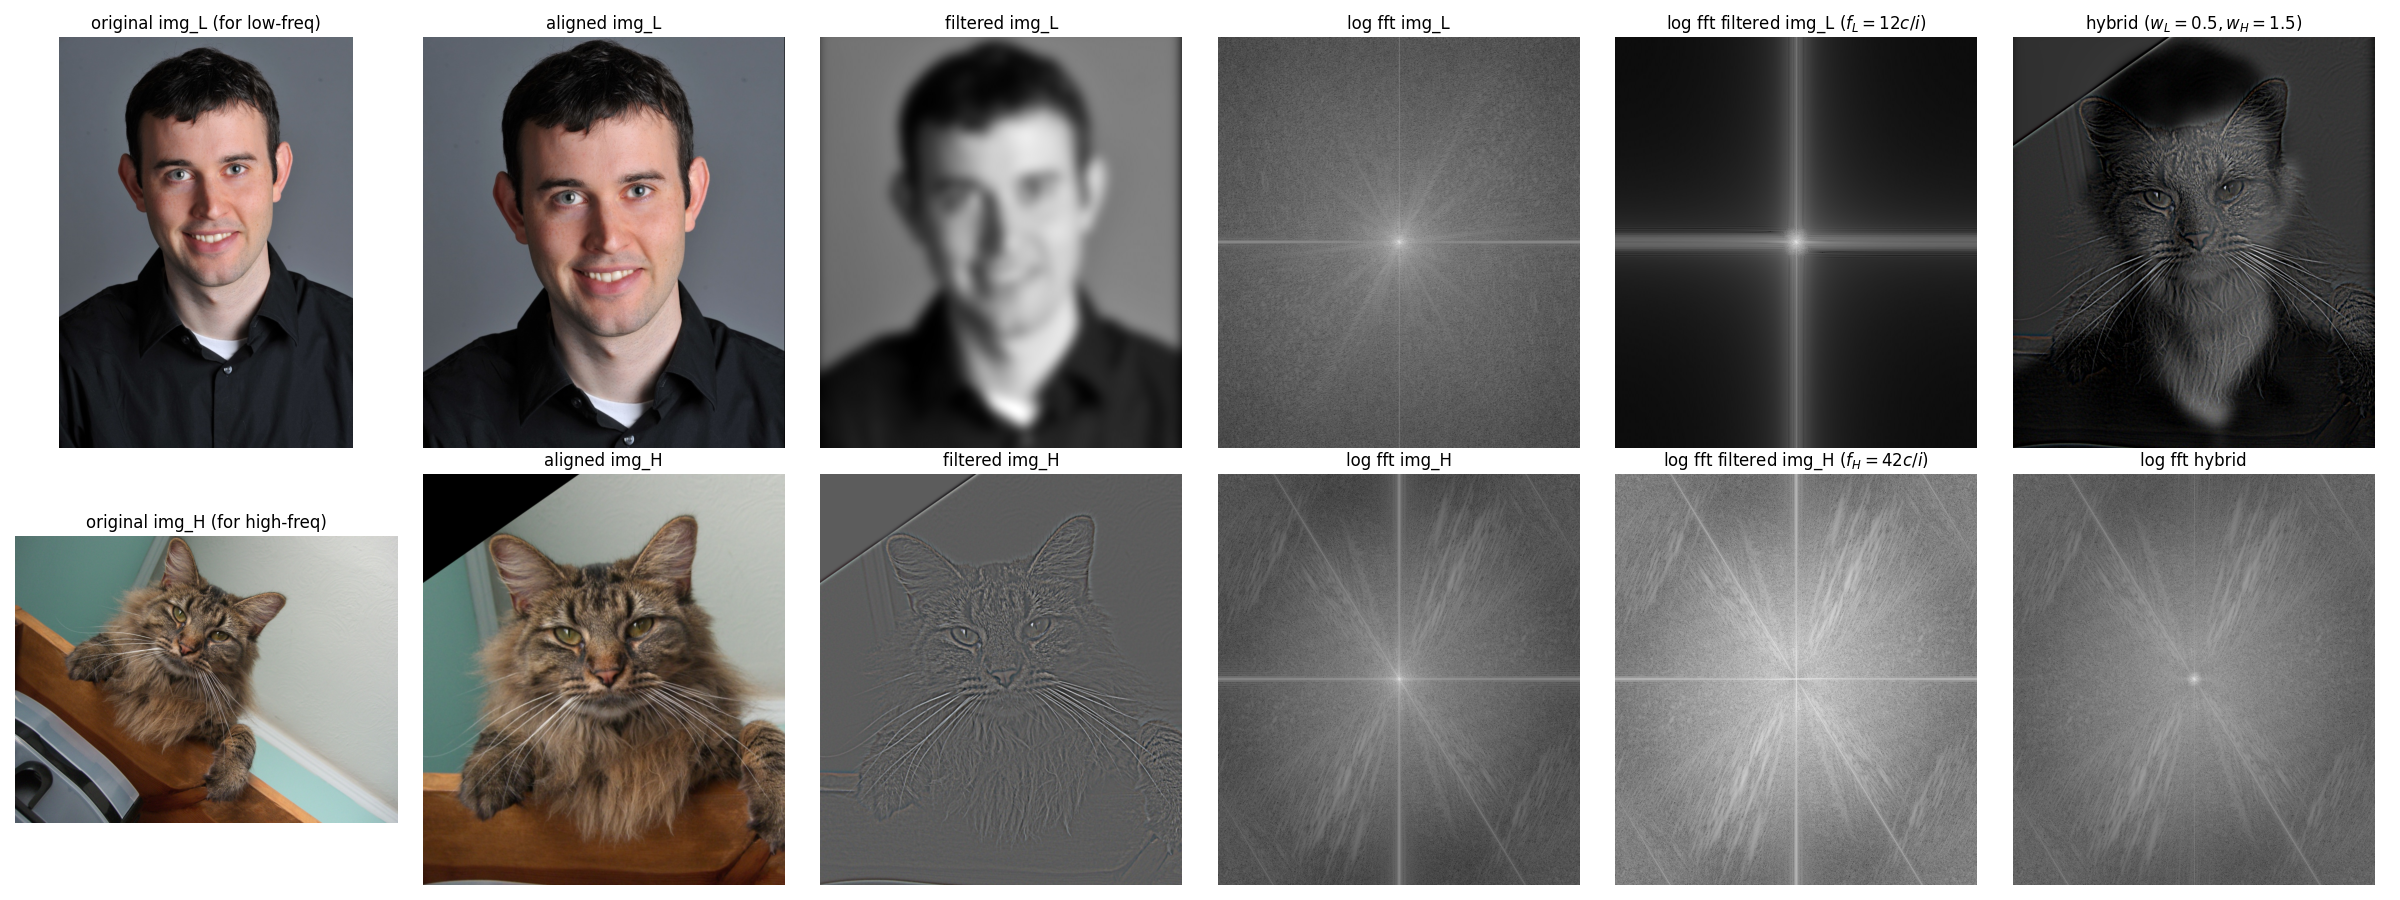 original img_L (for low-freq)
aligned img_L
filtered img_L
log fft img_L
log fft filtered img_L (f_L = 12c/i)
hybrid (w_L = 0.5, w_H = 1.5)
original img_H (for high-freq)
aligned img_H
filtered img_H
log fft img_H
log fft filtered img_H (f_H = 42c/i)
log fft hybrid